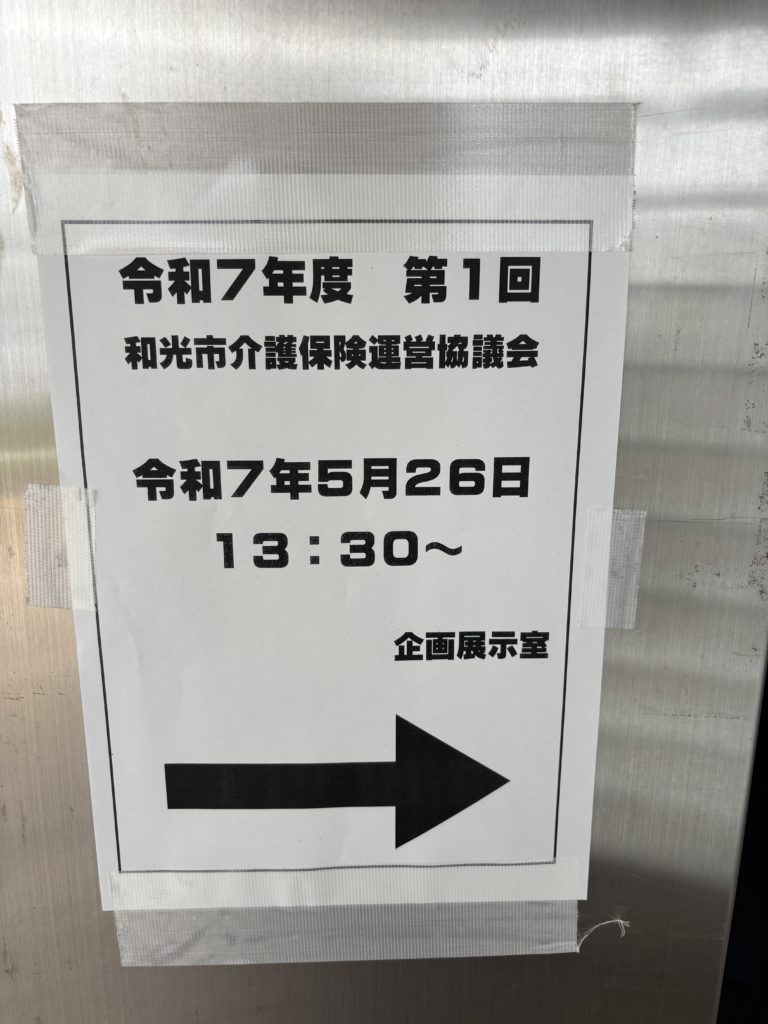 令和７年度　第１回
和光市介護保険運営協議会
令和７年５月２６日
１３：３０～
企画展示室